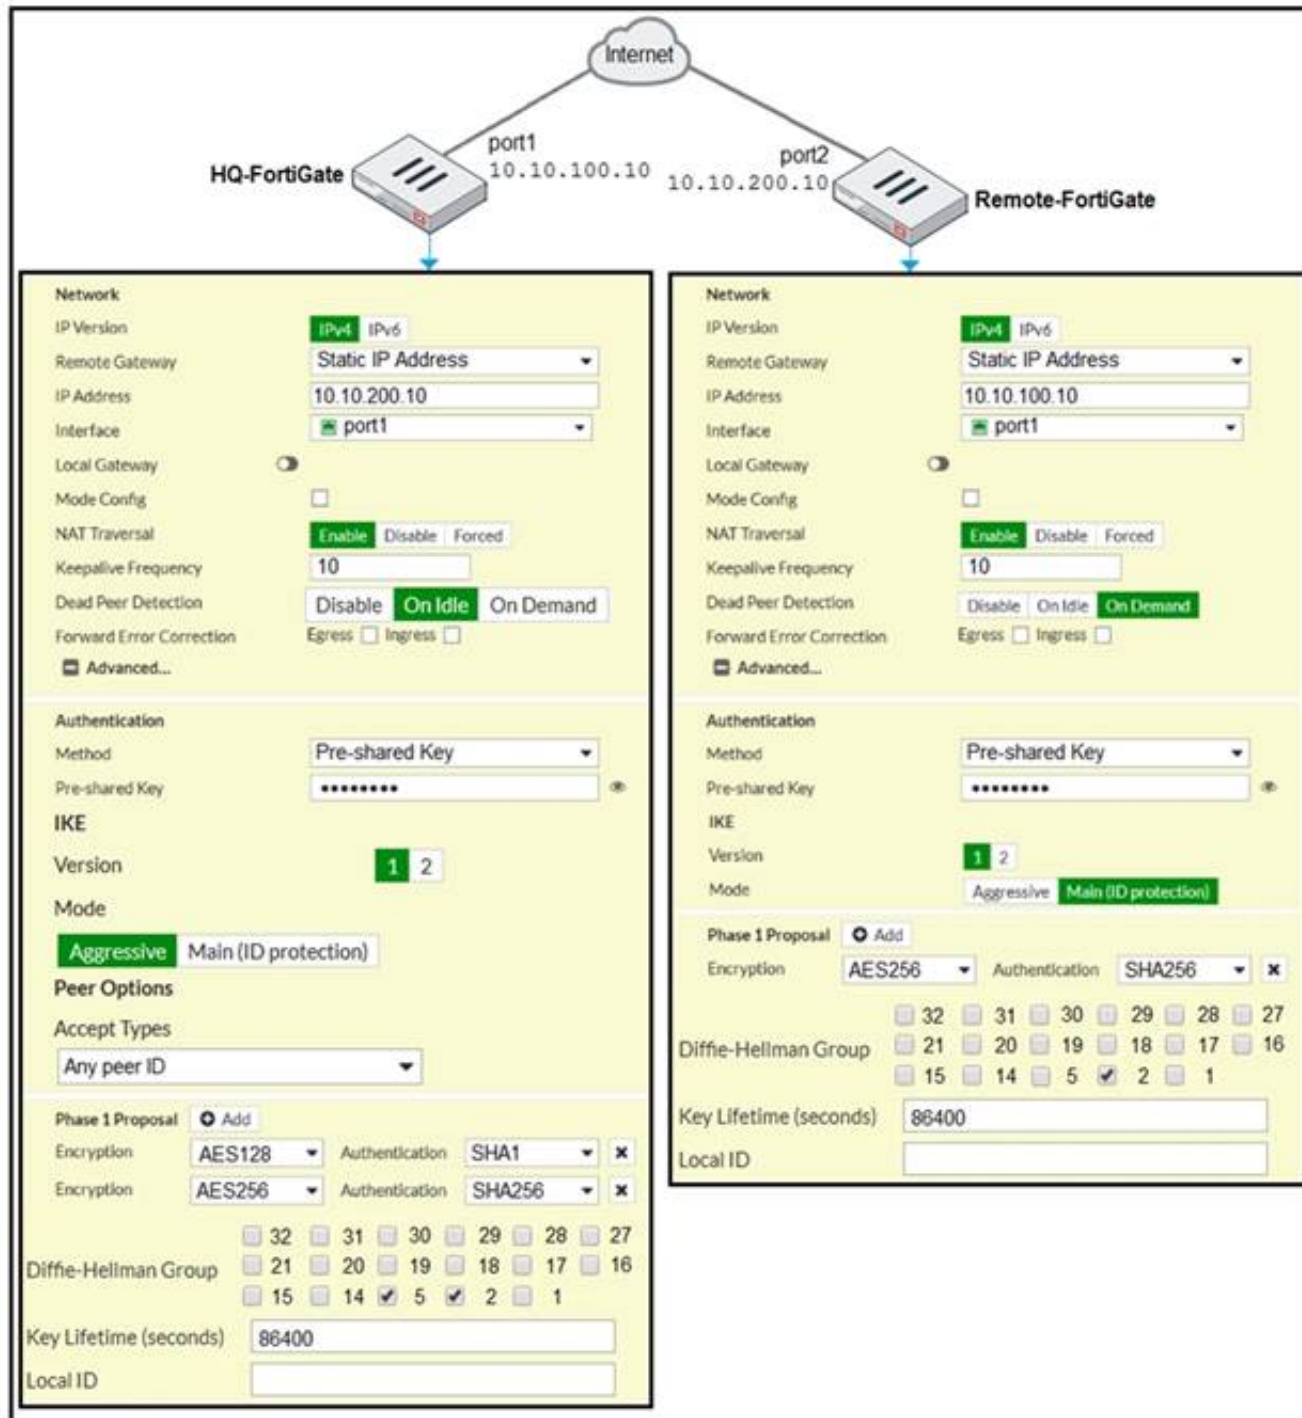 Internet
port1
10.10.100.10
HQ-FortiGate
port2
10.10.200.10
Remote-FortiGate
Network
IP Version IPv4 IPv6
Remote Gateway Static IP Address
IP Address 10.10.200.10
Interface port1
Local Gateway
Mode Config
NAT Traversal Enable Disable Forced
Keepalive Frequency 10
Dead Peer Detection Disable On Idle On Demand
Forward Error Correction Egress Ingress
Advanced...
Authentication
Method Pre-shared Key
Pre-shared Key ••••••••
IKE
Version 1 2
Mode
Aggressive Main (ID protection)
Peer Options
Accept Types
Any peer ID
Phase 1 Proposal Add
Encryption AES128 Authentication SHA1
Encryption AES256 Authentication SHA256
32 31 30 29 28 27
Diffie-Hellman Group 21 20 19 18 17 16
15 14 5 2 1
Key Lifetime (seconds) 86400
Local ID
Network
IP Version IPv4 IPv6
Remote Gateway Static IP Address
IP Address 10.10.100.10
Interface port1
Local Gateway
Mode Config
NAT Traversal Enable Disable Forced
Keepalive Frequency 10
Dead Peer Detection Disable On Idle On Demand
Forward Error Correction Egress Ingress
Advanced...
Authentication
Method Pre-shared Key
Pre-shared Key ••••••••
IKE
Version 1 2
Mode Aggressive Main (ID protection)
Phase 1 Proposal Add
Encryption AES256 Authentication SHA256
32 31 30 29 28 27
Diffie-Hellman Group 21 20 19 18 17 16
15 14 5 2 1
Key Lifetime (seconds) 86400
Local ID